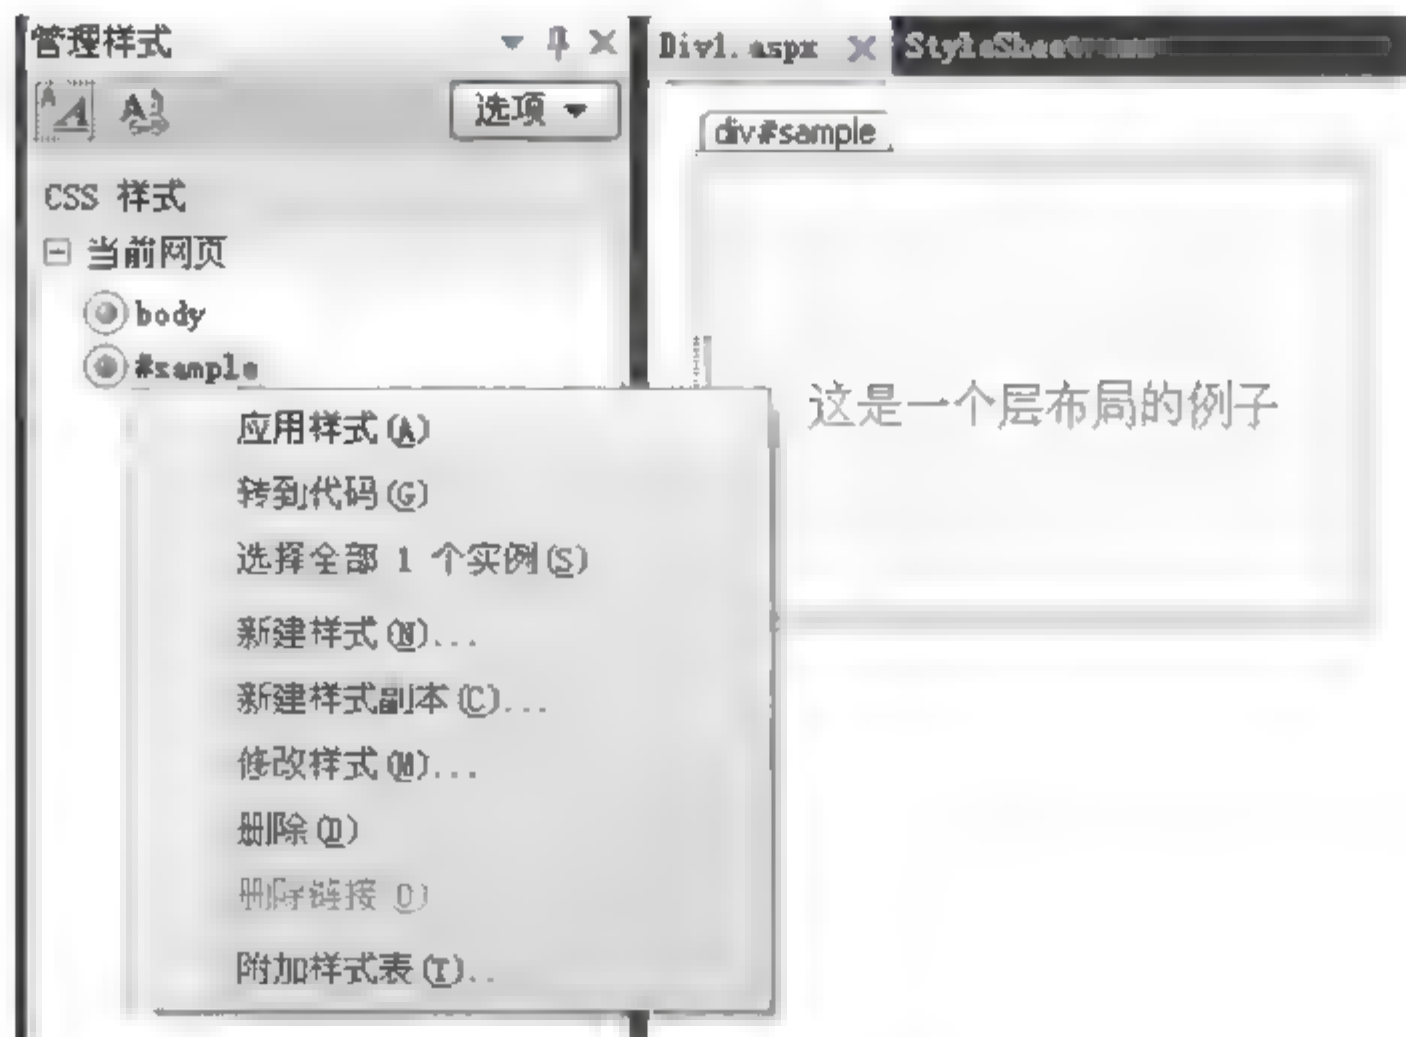 管理样式
选项
CSS 样式
当前网页
body
#sample
应用样式(A)
转到代码(G)
选择全部 1 个实例(S)
新建样式(N)...
新建样式副本(C)...
修改样式(M)...
删除(D)
删除链接
附加样式表(T)..
Div1.aspx
div#sample
这是一个层布局的例子